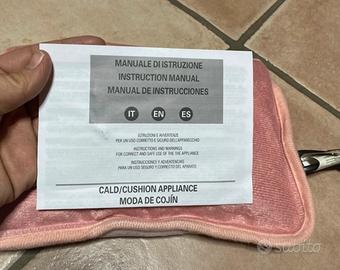 MANUALE DI ISTRUZIONE
INSTRUCTION MANUAL
MANUAL DE INSTRUCCIONES
IT EN ES
ISTRUZIONI E AVVERTENZE
PER UN USO CORRETTO E SICURO DELL'APPARECCHIO
INSTRUCTIONS AND WARNINGS
FOR CORRECT AND SAFE USE OF THE THE APPLIANCE
INSTRUCCIONES Y ADVERTENCIAS
PARA UN USO SEGURO Y CORRECTO DEL APARATO
CALD/CUSHION APPLIANCE
MODA DE COJÍN
subito